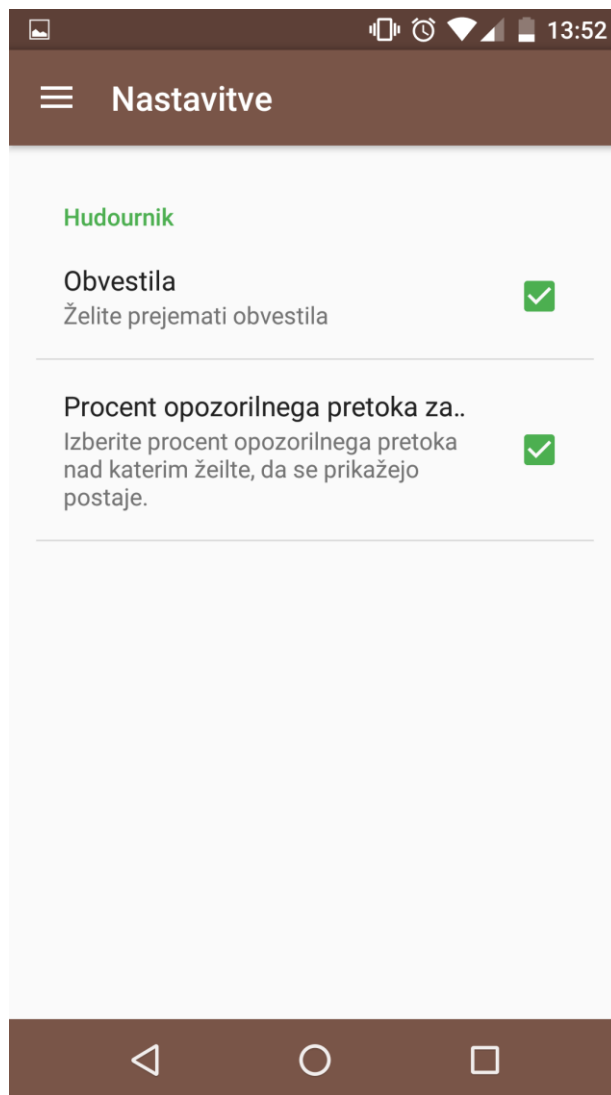 13:52
Nastavitve
Hudournik
Obvestila
Želite prejemati obvestila
Procent opozorilnega pretoka za..
Izberite procent opozorilnega pretoka
nad katerim žeilte, da se prikažejo
postaje.